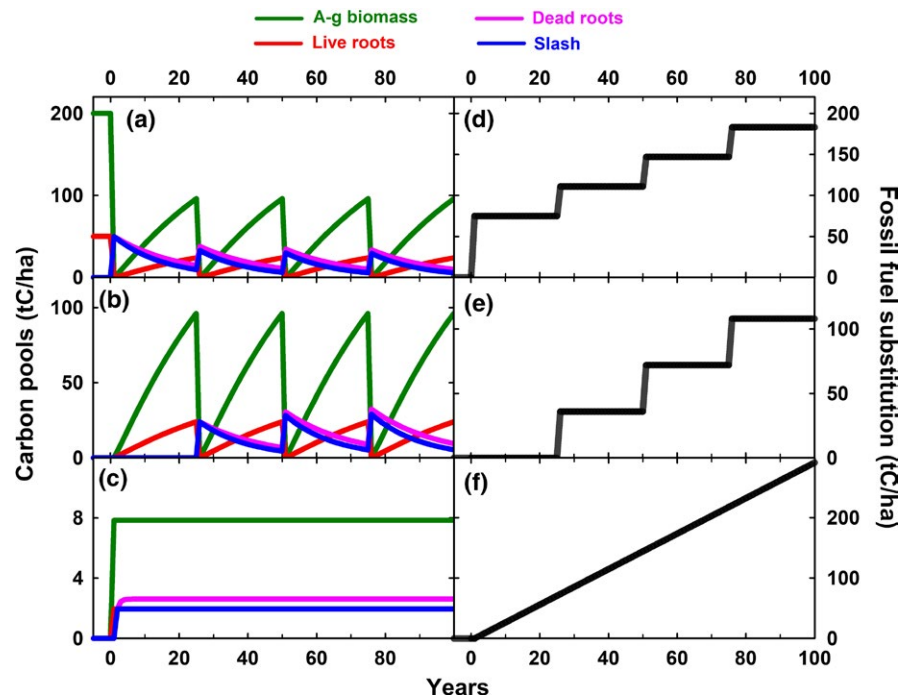 A-g biomass Dead roots
Live roots Slash
0 20 40 60 80 0 20 40 60 80 100
200 (a) (d) 200
150
100 100
50
0 0
(b) (e)
100 100
50 50
0 0
(c) (f)
8 200
4 100
0 0
0 20 40 60 80 0 20 40 60 80 100
Years
Carbon pools (tC/ha)
Fossil fuel substitution (tC/ha)